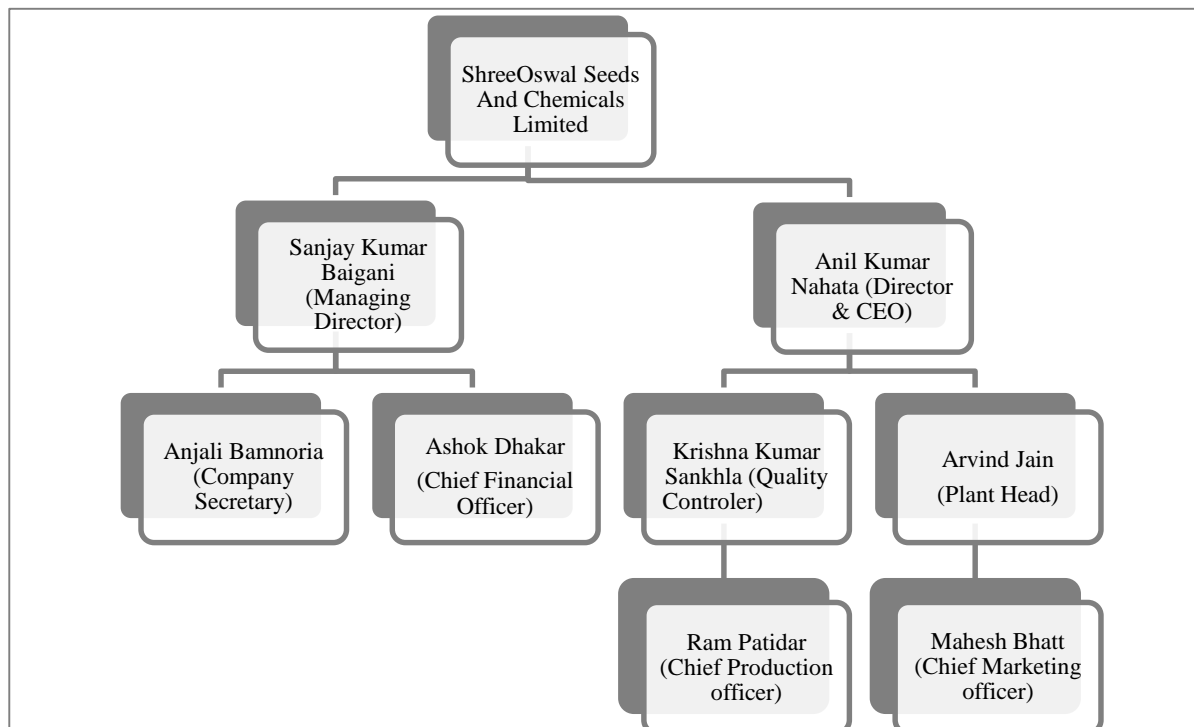 ShreeOswal Seeds
And Chemicals
Limited
Sanjay Kumar
Baigani
(Managing
Director)
Anil Kumar
Nahata (Director
& CEO)
Anjali Bamnoria
(Company
Secretary)
Ashok Dhakar
(Chief Financial
Officer)
Krishna Kumar
Sankhla (Quality
Controler)
Arvind Jain
(Plant Head)
Ram Patidar
(Chief Production
officer)
Mahesh Bhatt
(Chief Marketing
officer)